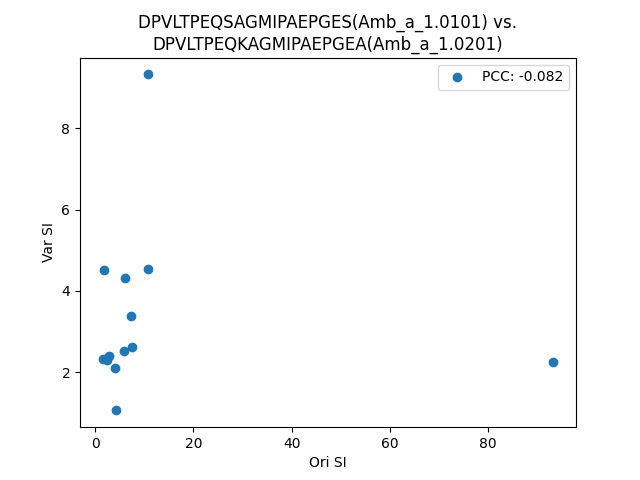 DPVLTPEQSAGMIPAEPGES(Amb_a_1.0101) vs.
DPVLTPEQKAGMIPAEPGEA(Amb_a_1.0201)
PCC: -0.082
8
6
4
2
Var SI
0
20
40
60
80
Ori SI